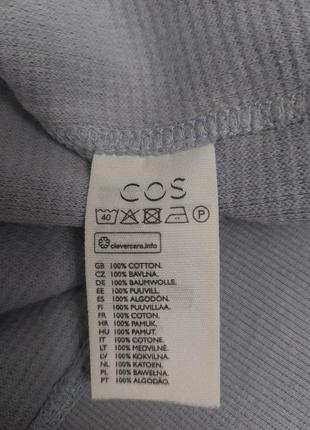 COS
40 P
clevercare.info
GB 100% COTTON.
CZ 100% BAVLNA.
DE 100% BAUMWOLLE.
EE 100% PUUVILL.
ES 100% ALGODÓN.
FI 100% PUUVILLAA.
FR 100% COTON.
HR 100% PAMUK.
HU 100% PAMUT.
IT 100% COTONE.
LT 100% MEDVILNĖ.
LV 100% KOKVILNA.
NL 100% KATOEN.
PL 100% BAWEŁNA.
PT 100% ALGODÃO.